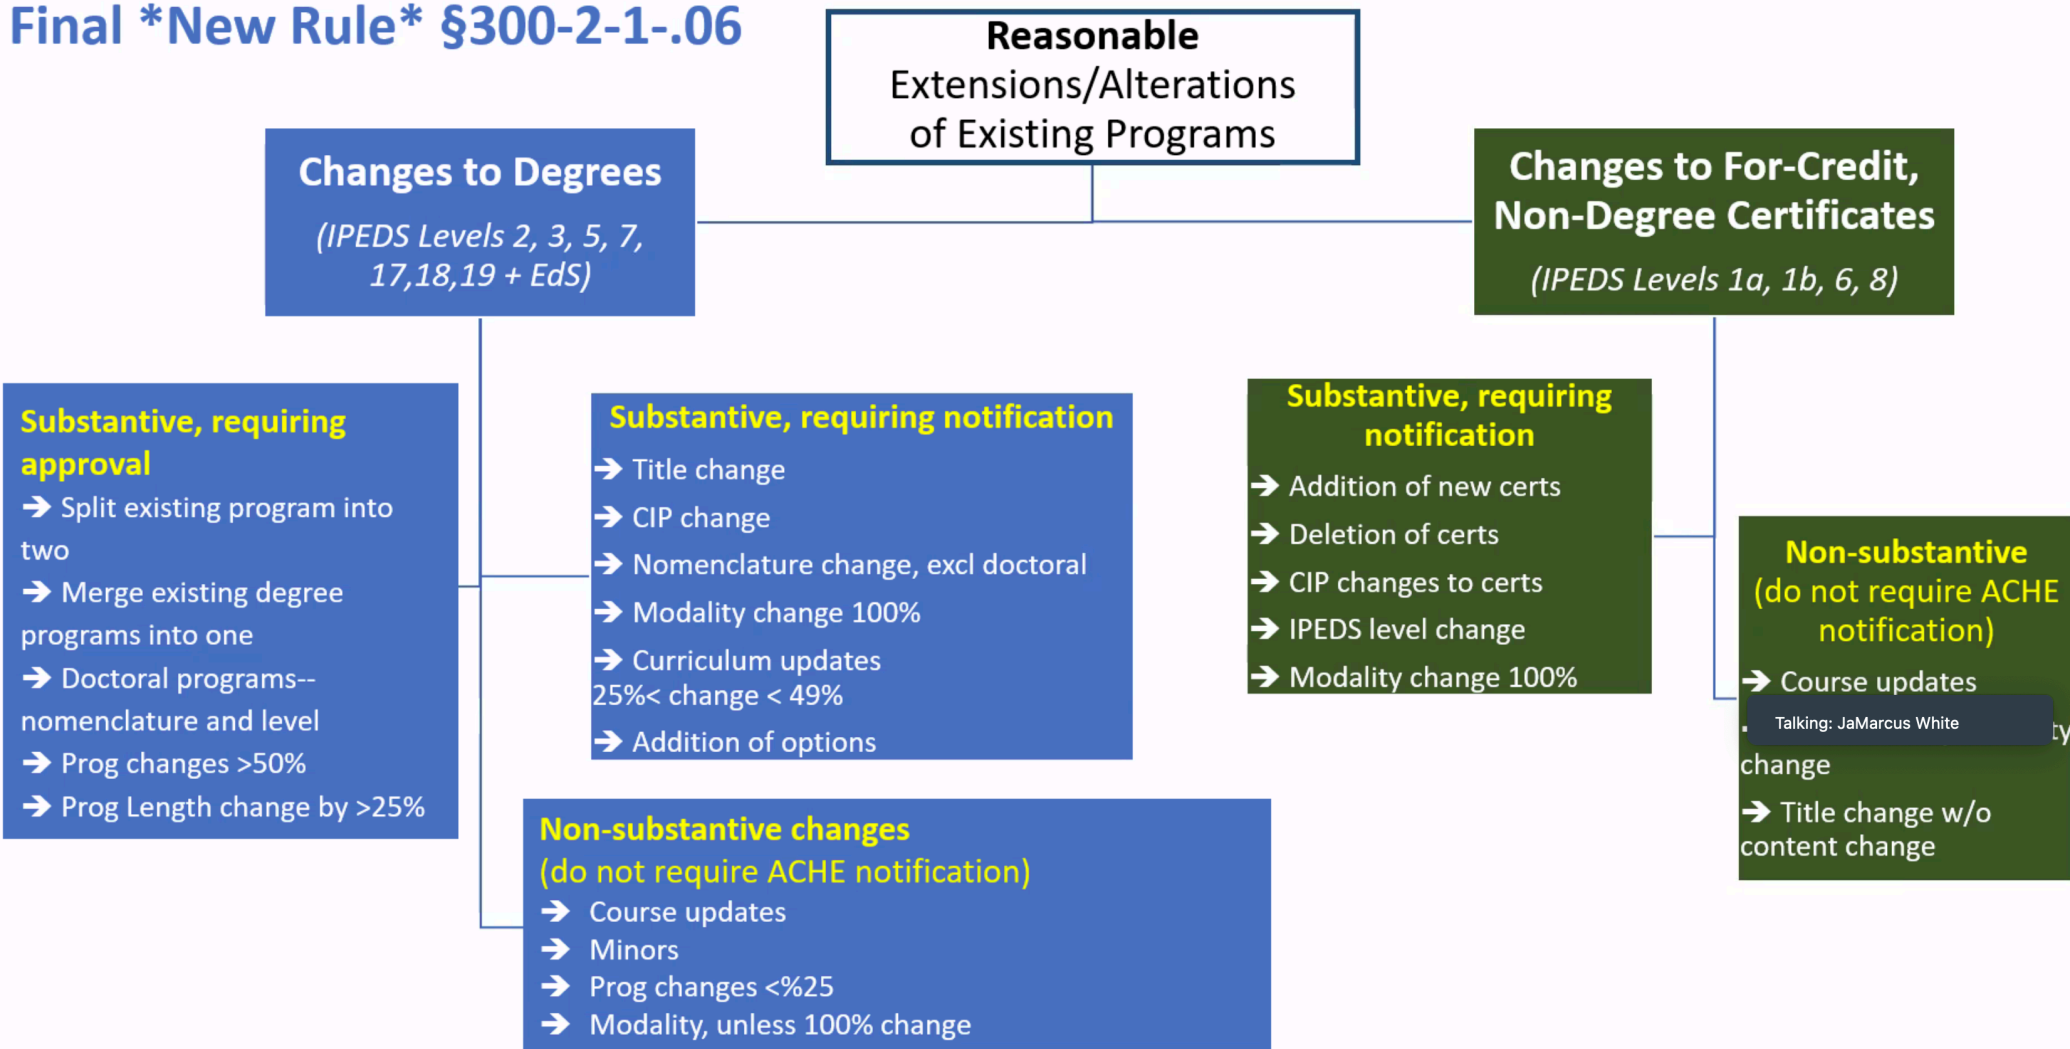 Final *New Rule* §300-2-1-.06
Reasonable
Extensions/Alterations
of Existing Programs
Changes to Degrees
(IPEDS Levels 2, 3, 5, 7,
17,18,19 + EdS)
Changes to For-Credit,
Non-Degree Certificates
(IPEDS Levels 1a, 1b, 6, 8)
Substantive, requiring
approval
➔ Split existing program into
two
➔ Merge existing degree
programs into one
➔ Doctoral programs--
nomenclature and level
➔ Prog changes >50%
➔ Prog Length change by >25%
Substantive, requiring notification
➔ Title change
➔ CIP change
➔ Nomenclature change, excl doctoral
➔ Modality change 100%
➔ Curriculum updates
25%< change < 49%
➔ Addition of options
Non-substantive changes
(do not require ACHE notification)
➔ Course updates
➔ Minors
➔ Prog changes <%25
➔ Modality, unless 100% change
Substantive, requiring
notification
➔ Addition of new certs
➔ Deletion of certs
➔ CIP changes to certs
➔ IPEDS level change
➔ Modality change 100%
Non-substantive
(do not require ACHE
notification)
➔ Course updates
Talking: JaMarcus White
change
➔ Title change w/o
content change